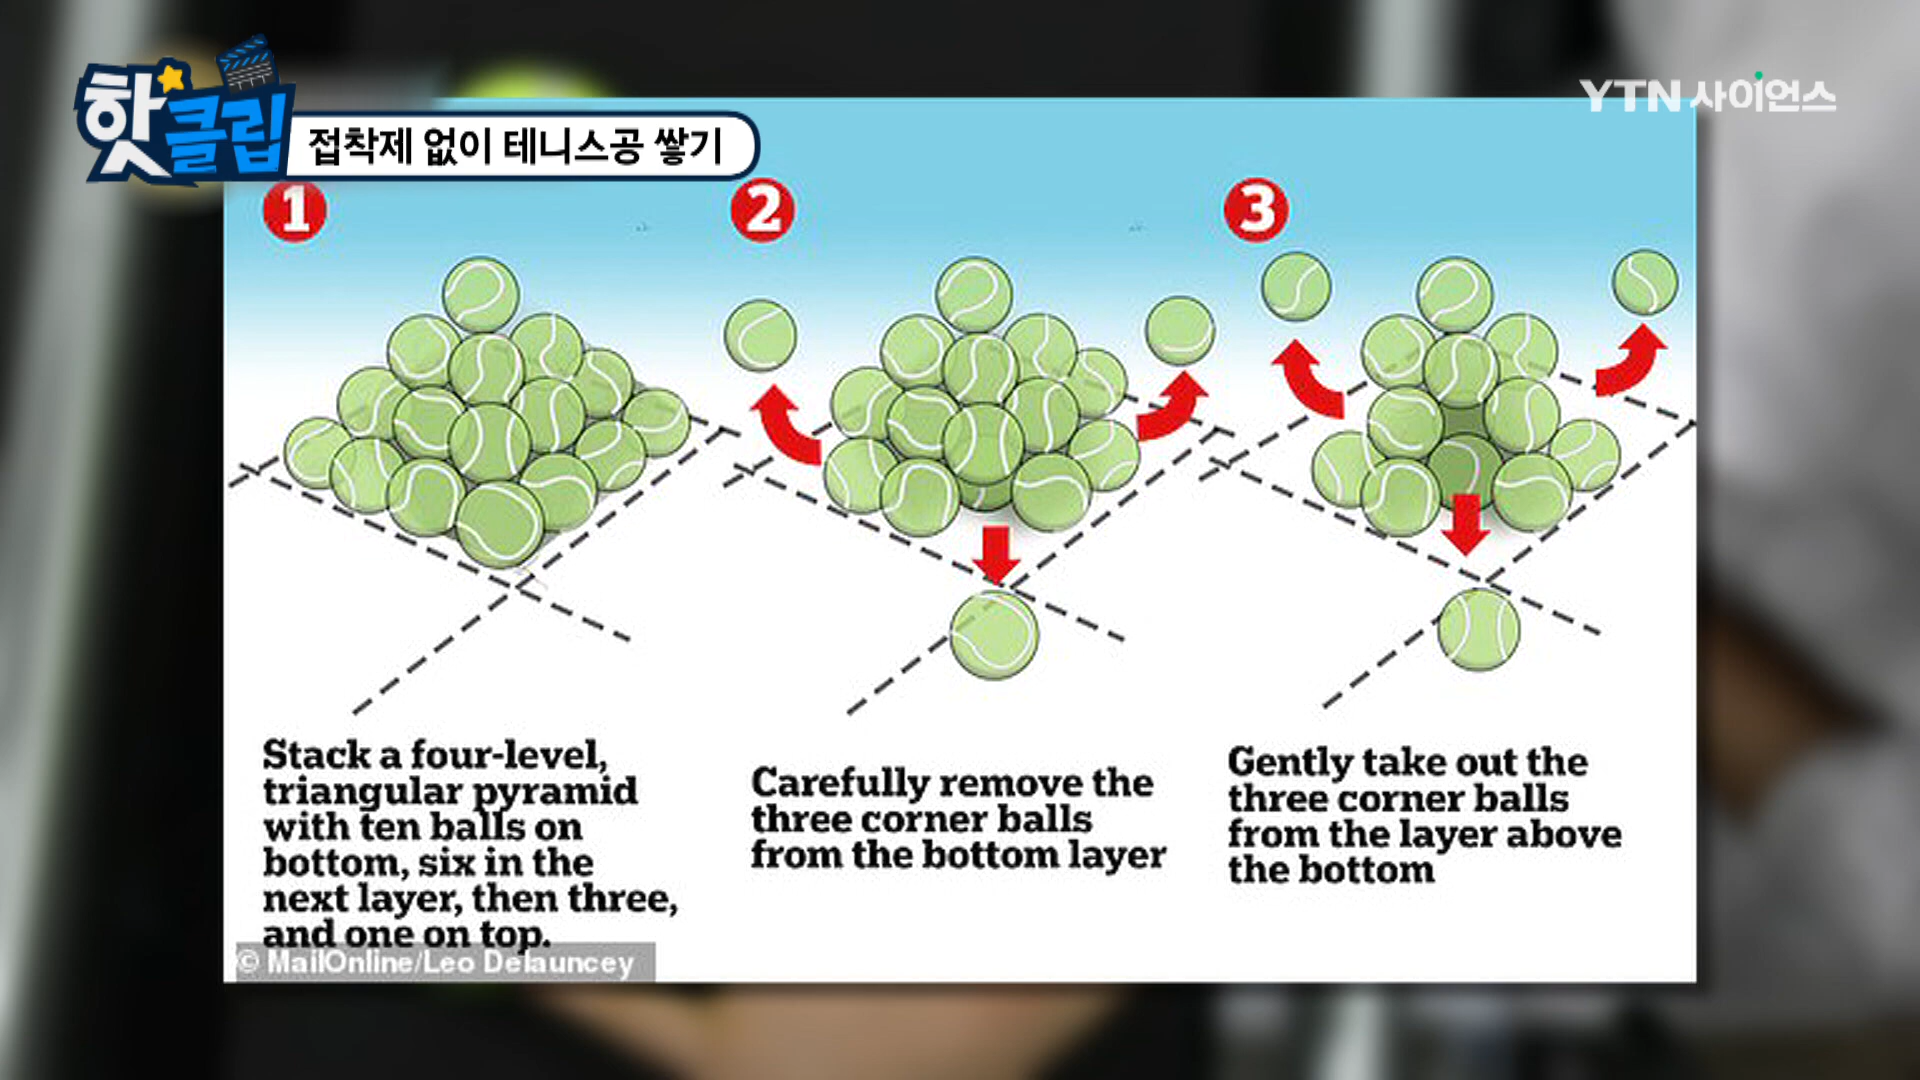 핫클립
접착제 없이 테니스공 쌓기
YTN 사이언스
1
2
3
Stack a four-level,
triangular pyramid
with ten balls on
bottom, six in the
next layer, then three,
and one on top.
Carefully remove the
three corner balls
from the bottom layer
Gently take out the
three corner balls
from the layer above
the bottom
© MailOnline/Leo Delauncey